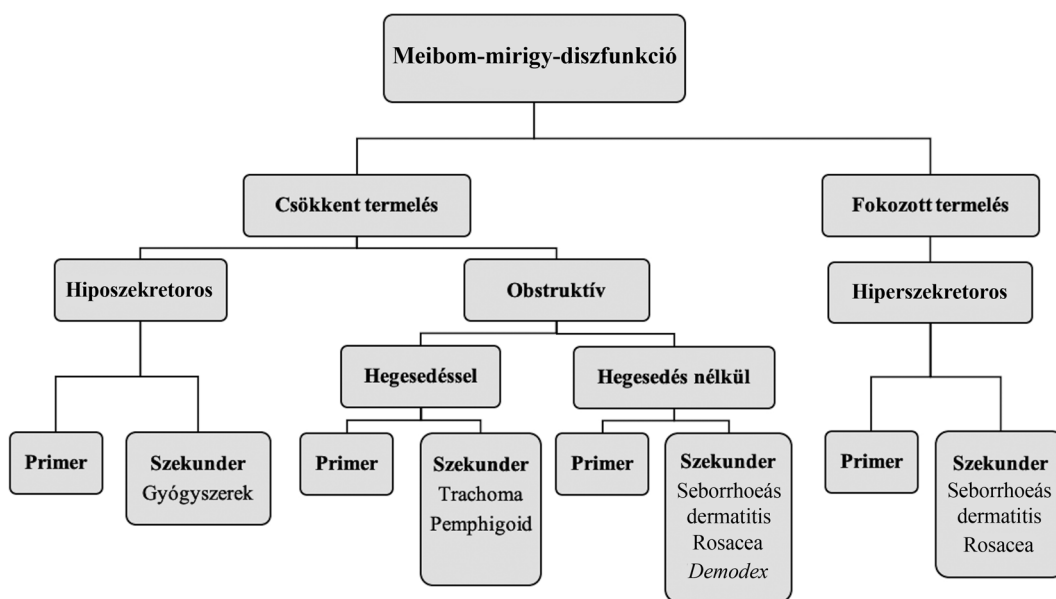 Meibom-mirigy-diszfunkció
Csökkent termelés
Fokozott termelés
Hiposzekretoros
Obstruktív
Hiperszekretoros
Hegesedéssel
Hegesedés nélkül
Primer
Szekunder
Gyógyszerek
Primer
Szekunder
Trachoma
Pemphigoid
Primer
Szekunder
Seborrhoeás
dermatitis
Rosacea
Demodex
Primer
Szekunder
Seborrhoeás
dermatitis
Rosacea